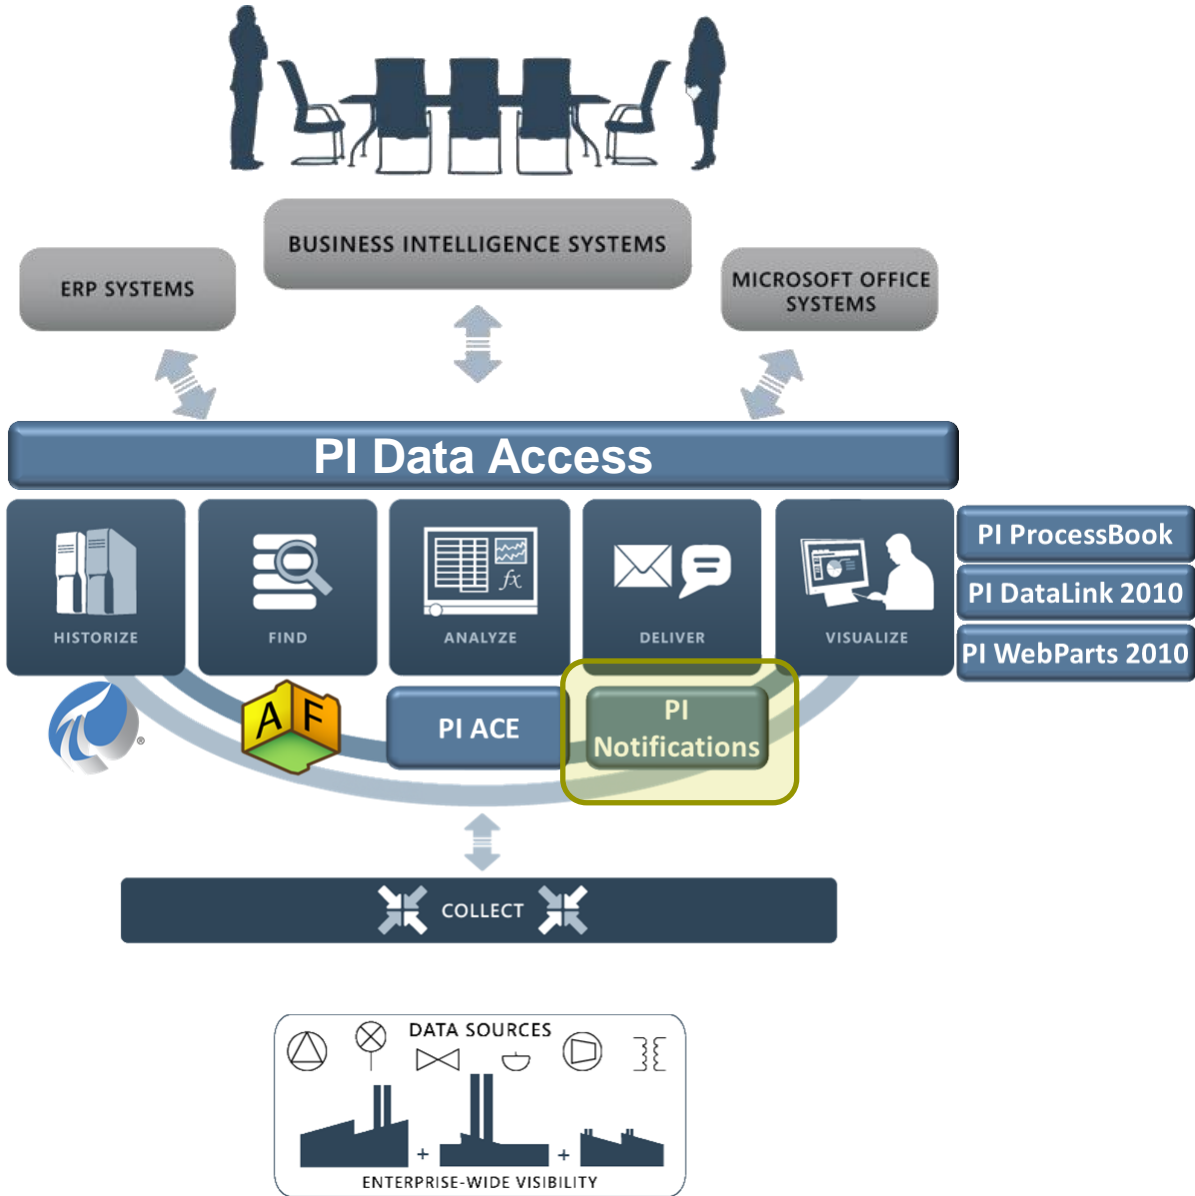 BUSINESS INTELLIGENCE SYSTEMS
ERP SYSTEMS
MICROSOFT OFFICE
SYSTEMS
PI Data Access
HISTORIZE
FIND
fx
ANALYZE
DELIVER
VISUALIZE
PI ProcessBook
PI DataLink 2010
PI WebParts 2010
®
A F
PI ACE
PI
Notifications
COLLECT
DATA SOURCES
+ +
ENTERPRISE-WIDE VISIBILITY